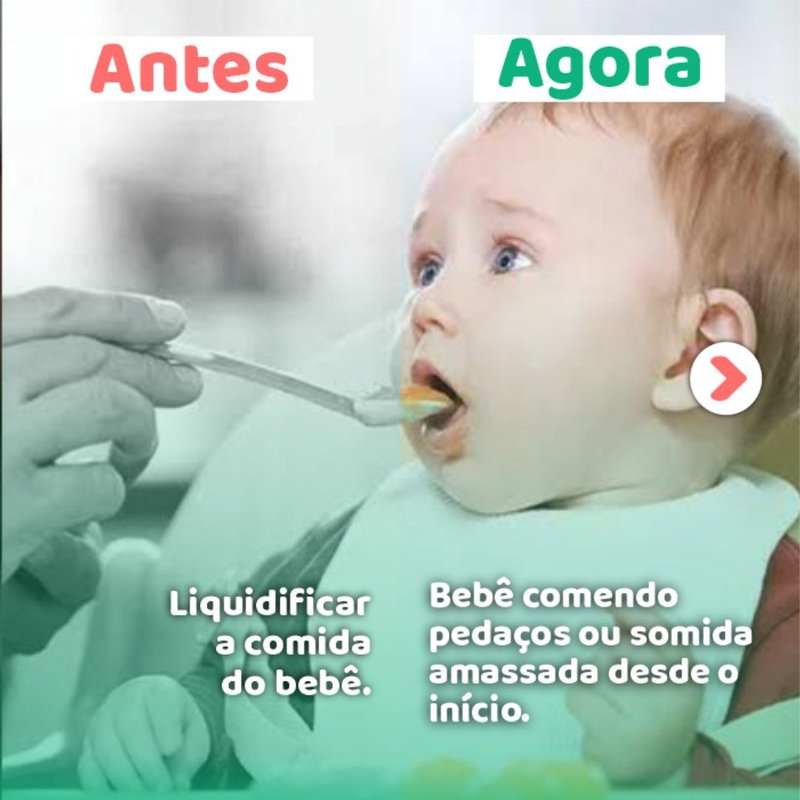 Antes
Agora
Liquidificar
a comida
do bebê.
Bebê comendo
pedaços ou somida
amassada desde o
início.